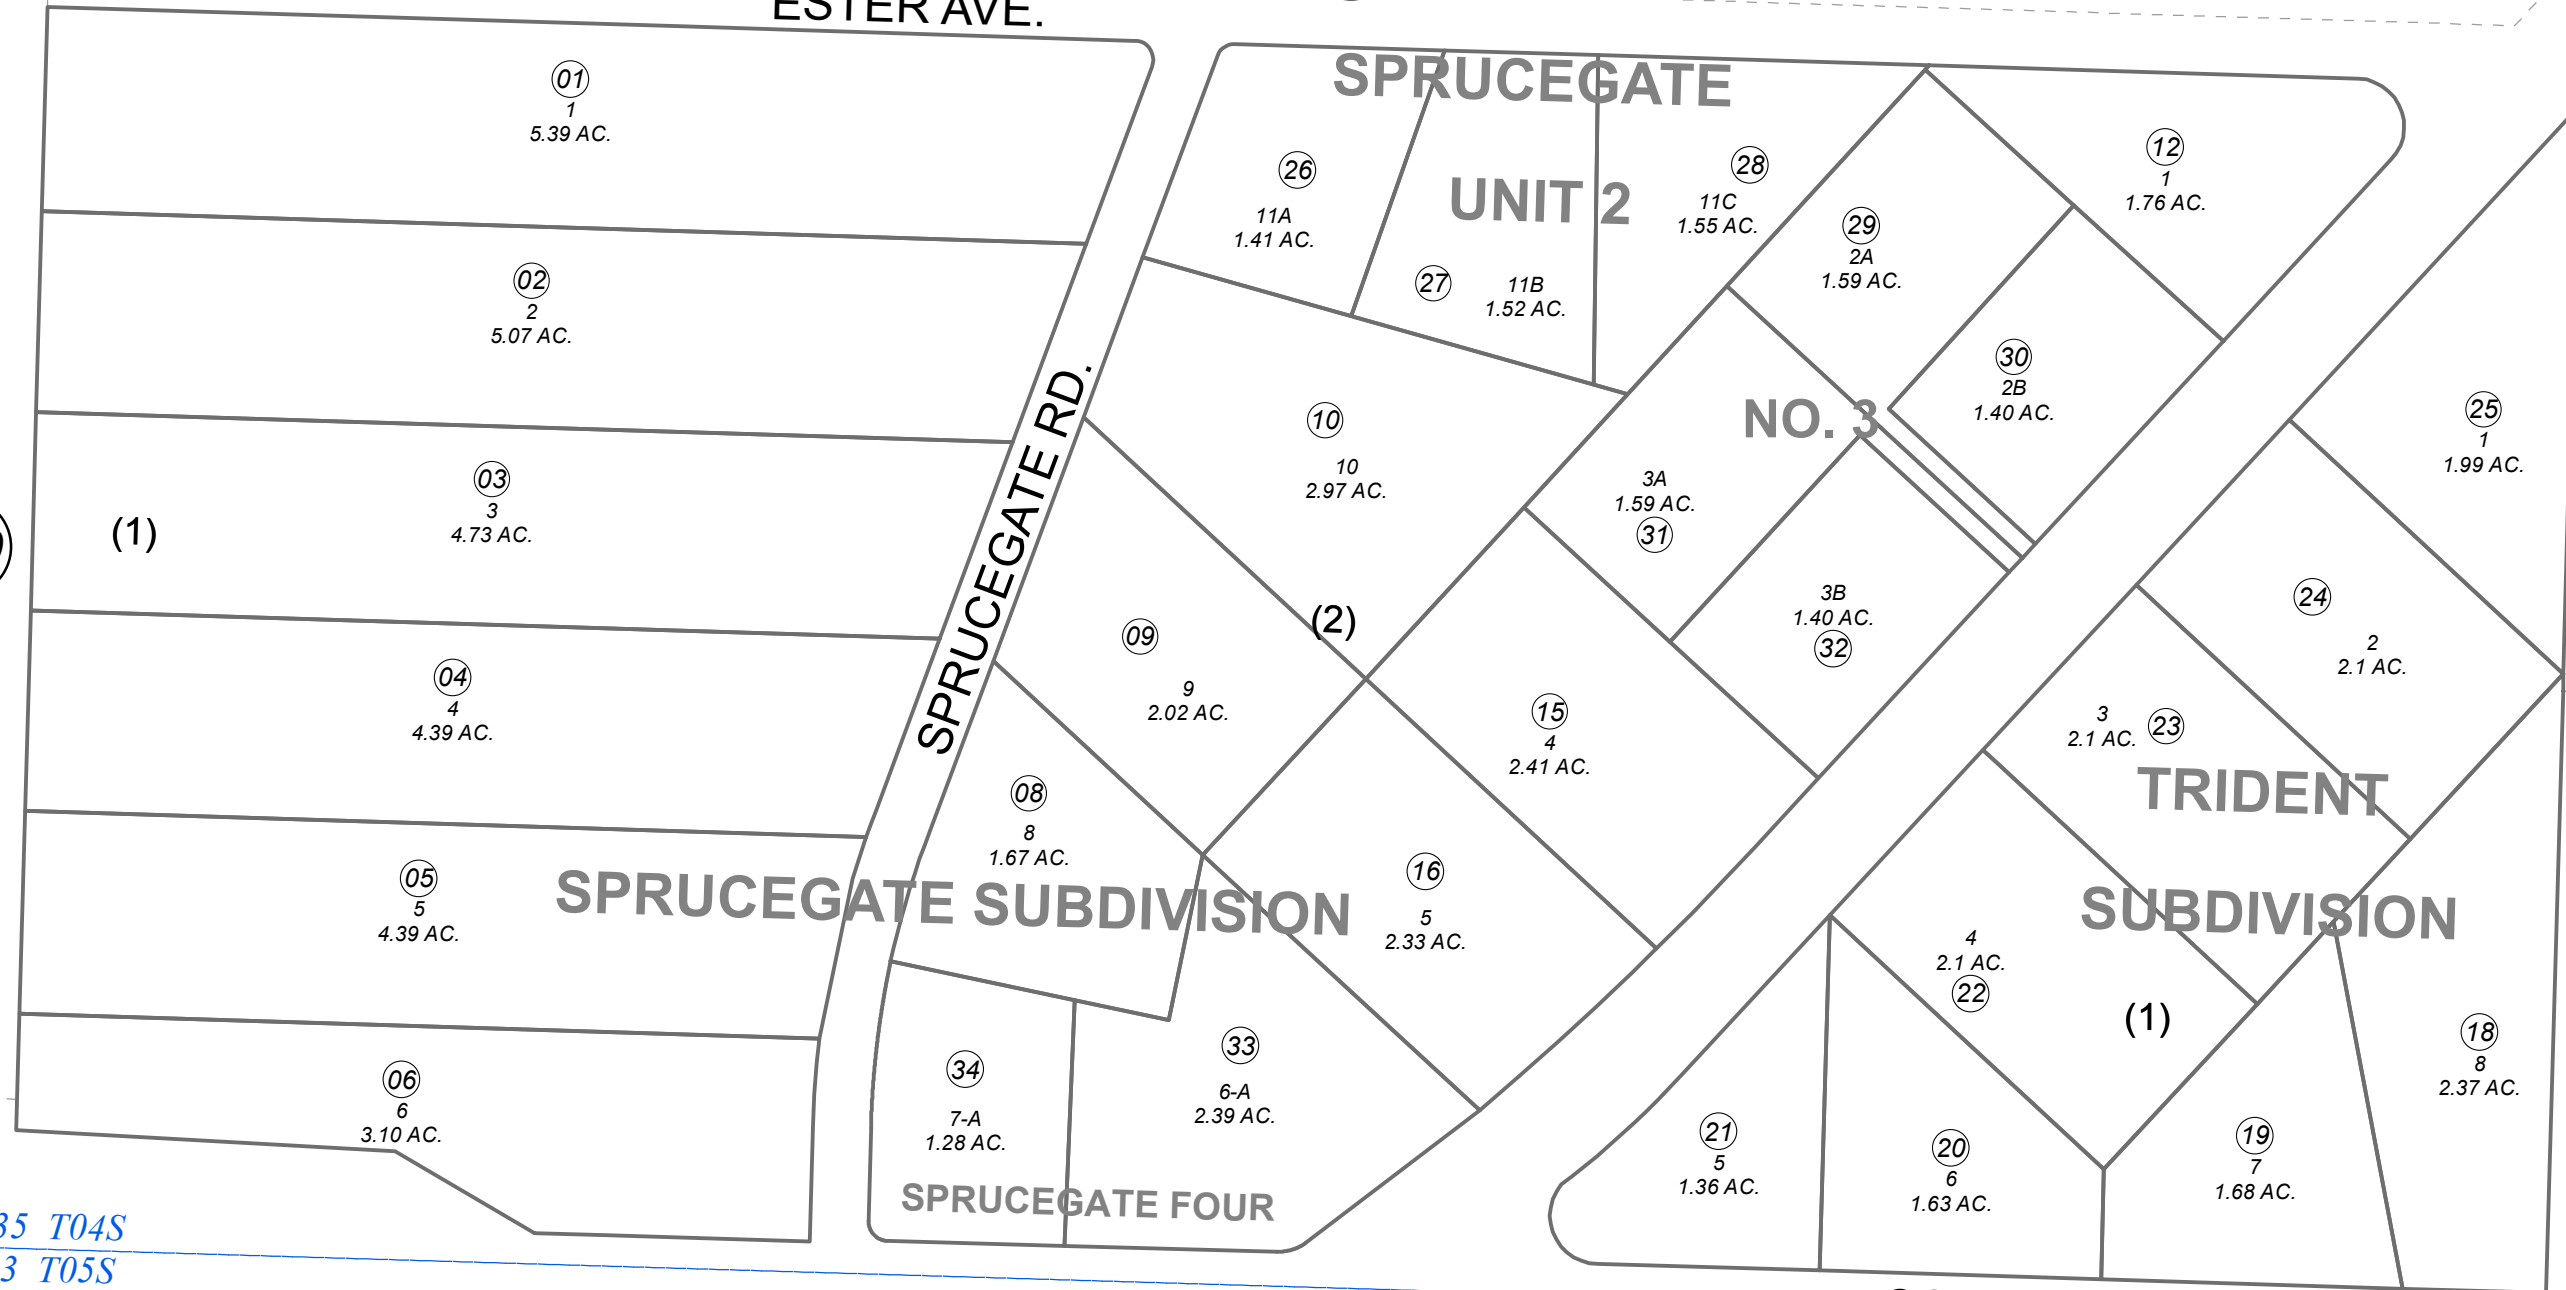 ESTER AVE.
01
1
5.39 AC.
02
2
5.07 AC.
03
3
4.73 AC.
(1)
04
4
4.39 AC.
05
5
4.39 AC.
06
6
3.10 AC.
SPRUCEGATE RD.
SPRUCEGATE SUBDIVISION
SPRUCEGATE
UNIT 2
NO. 3
26
11A
1.41 AC.
27
11B
1.52 AC.
28
11C
1.55 AC.
29
2A
1.59 AC.
12
1
1.76 AC.
30
2B
1.40 AC.
10
10
2.97 AC.
3A
1.59 AC.
31
3B
1.40 AC.
32
(2)
09
9
2.02 AC.
15
4
2.41 AC.
08
8
1.67 AC.
16
5
2.33 AC.
33
6-A
2.39 AC.
34
7-A
1.28 AC.
SPRUCEGATE FOUR
25
1
1.99 AC.
24
2
2.1 AC.
3
2.1 AC.
23
TRIDENT
SUBDIVISION
4
2.1 AC.
22
(1)
18
8
2.37 AC.
21
5
1.36 AC.
20
6
1.63 AC.
19
7
1.68 AC.
35 T04S
3 T05S